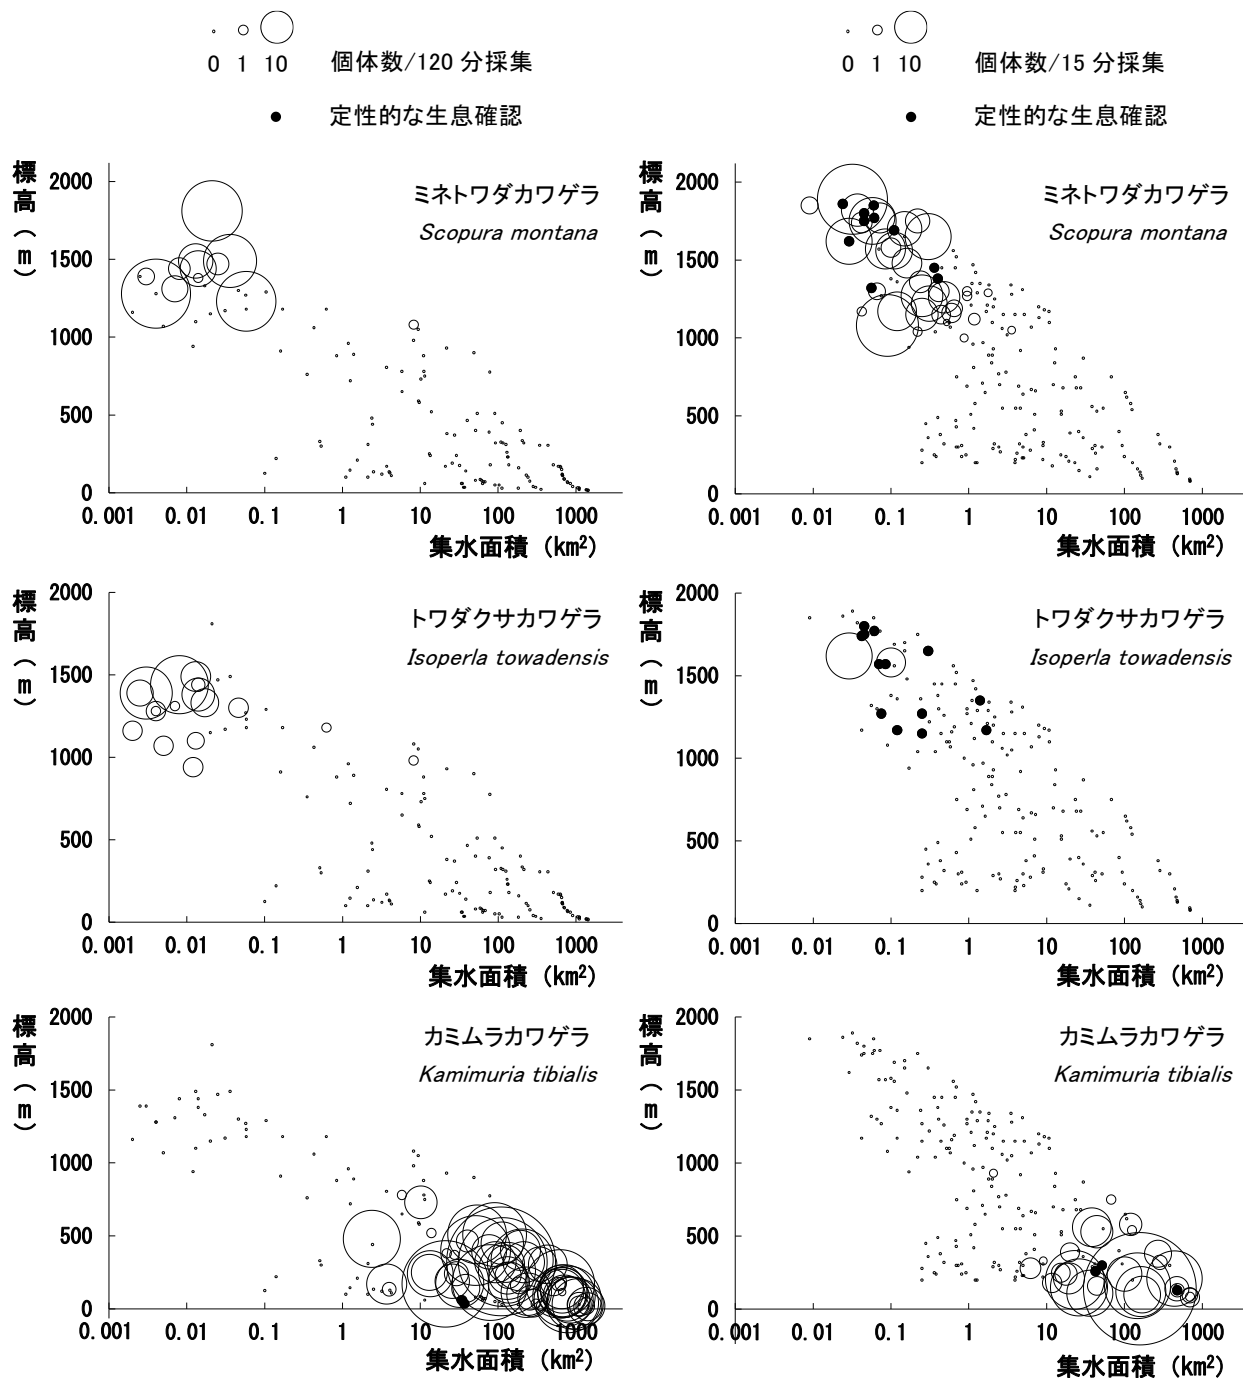 0 1 10 個体数/120 分採集
● 定性的な生息確認
0 1 10 個体数/15 分採集
● 定性的な生息確認
標高(m)
2000
1500
1000
500
0
ミネトワダカワゲラ
Scopura montana
0.001 0.01 0.1 1 10 100 1000
集水面積 (km²)
標高(m)
2000
1500
1000
500
0
ミネトワダカワゲラ
Scopura montana
0.001 0.01 0.1 1 10 100 1000
集水面積 (km²)
標高(m)
2000
1500
1000
500
0
トワダクサカワゲラ
Isoperla towadensis
0.001 0.01 0.1 1 10 100 1000
集水面積 (km²)
標高(m)
2000
1500
1000
500
0
トワダクサカワゲラ
Isoperla towadensis
0.001 0.01 0.1 1 10 100 1000
集水面積 (km²)
標高(m)
2000
1500
1000
500
0
カミムラカワゲラ
Kamimuria tibialis
0.001 0.01 0.1 1 10 100 1000
集水面積 (km²)
標高(m)
2000
1500
1000
500
0
カミムラカワゲラ
Kamimuria tibialis
0.001 0.01 0.1 1 10 100 1000
集水面積 (km²)